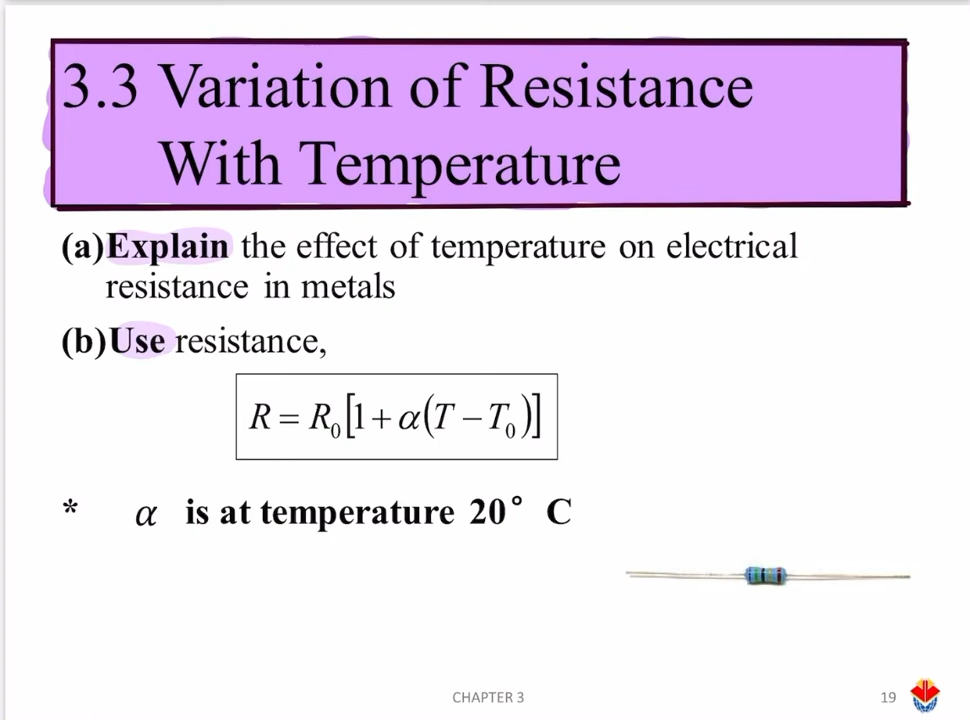 3.3 Variation of Resistance
With Temperature
(a)Explain the effect of temperature on electrical
resistance in metals
(b)Use resistance,
R = R₀[1 + α(T − T₀)]
* α is at temperature 20° C
CHAPTER 3
19